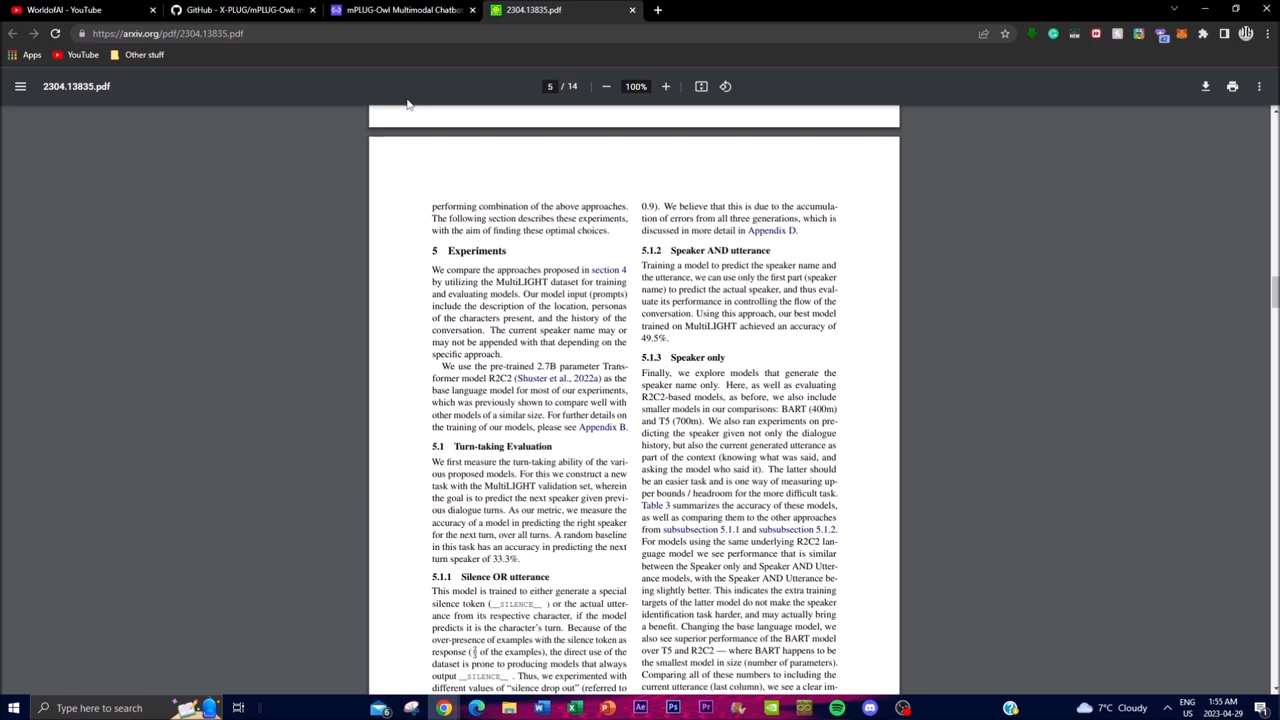 WorldofAI - YouTube
GitHub - X-PLUG/mPLUG-Owl: m
mPLUG-Owl Multimodal Chatbot
2304.13835.pdf
https://arxiv.org/pdf/2304.13835.pdf
Apps
YouTube
Other stuff
2304.13835.pdf
5 / 14
100%
performing combination of the above approaches.
The following section describes these experiments,
with the aim of finding these optimal choices.
5 Experiments
We compare the approaches proposed in section 4
by utilizing the MultiLIGHT dataset for training
and evaluating models. Our model input (prompts)
include the description of the location, personas
of the characters present, and the history of the
conversation. The current speaker name may or
may not be appended with that depending on the
specific approach.
We use the pre-trained 2.7B parameter Trans-
former model R2C2 (Shuster et al., 2022a) as the
base language model for most of our experiments,
which was previously shown to compare well with
other models of a similar size. For further details on
the training of our models, please see Appendix B.
5.1 Turn-taking Evaluation
We first measure the turn-taking ability of the vari-
ous proposed models. For this we construct a new
task with the MultiLIGHT validation set, wherein
the goal is to predict the next speaker given previ-
ous dialogue turns. As our metric, we measure the
accuracy of a model in predicting the right speaker
for the next turn, over all turns. A random baseline
in this task has an accuracy in predicting the next
turn speaker of 33.3%.
5.1.1 Silence OR utterance
This model is trained to either generate a special
silence token (__SILENCE__ ) or the actual utter-
ance from its respective character, if the model
predicts it is the character's turn. Because of the
over-presence of examples with the silence token as
response (2/3 of the examples), the direct use of the
dataset is prone to producing models that always
output __SILENCE__ . Thus, we experimented with
different values of "silence drop out" (referred to
0.9). We believe that this is due to the accumula-
tion of errors from all three generations, which is
discussed in more detail in Appendix D.
5.1.2 Speaker AND utterance
Training a model to predict the speaker name and
the utterance, we can use only the first part (speaker
name) to predict the actual speaker, and thus eval-
uate its performance in controlling the flow of the
conversation. Using this approach, our best model
trained on MultiLIGHT achieved an accuracy of
49.5%.
5.1.3 Speaker only
Finally, we explore models that generate the
speaker name only. Here, as well as evaluating
R2C2-based models, as before, we also include
smaller models in our comparisons: BART (400m)
and T5 (700m). We also ran experiments on pre-
dicting the speaker given not only the dialogue
history, but also the current generated utterance as
part of the context (knowing what was said, and
asking the model who said it). The latter should
be an easier task and is one way of measuring up-
per bounds / headroom for the more difficult task.
Table 3 summarizes the accuracy of these models,
as well as comparing them to the other approaches
from subsubsection 5.1.1 and subsubsection 5.1.2.
For models using the same underlying R2C2 lan-
guage model we see performance that is similar
between the Speaker only and Speaker AND Utter-
ance models, with the Speaker AND Utterance be-
ing slightly better. This indicates the extra training
targets of the latter model do not make the speaker
identification task harder, and may actually bring
a benefit. Changing the base language model, we
also see superior performance of the BART model
over T5 and R2C2 — where BART happens to be
the smallest model in size (number of parameters).
Comparing all of these numbers to including the
current utterance (last column), we see a clear im-
Type here to search
1:55 AM
2023-04-29